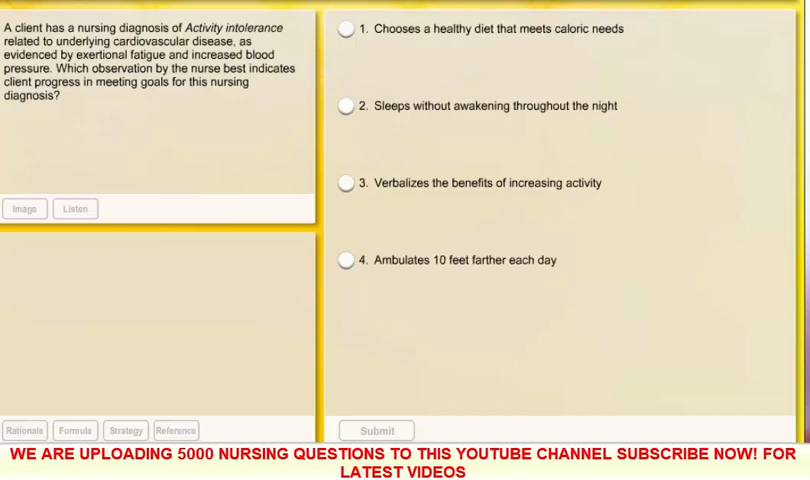 A client has a nursing diagnosis of Activity intolerance
related to underlying cardiovascular disease, as
evidenced by exertional fatigue and increased blood
pressure. Which observation by the nurse best indicates
client progress in meeting goals for this nursing
diagnosis?
Image
Listen
1. Chooses a healthy diet that meets caloric needs
2. Sleeps without awakening throughout the night
3. Verbalizes the benefits of increasing activity
4. Ambulates 10 feet farther each day
Rationale
Formula
Strategy
Reference
Submit
WE ARE UPLOADING 5000 NURSING QUESTIONS TO THIS YOUTUBE CHANNEL SUBSCRIBE NOW! FOR
LATEST VIDEOS